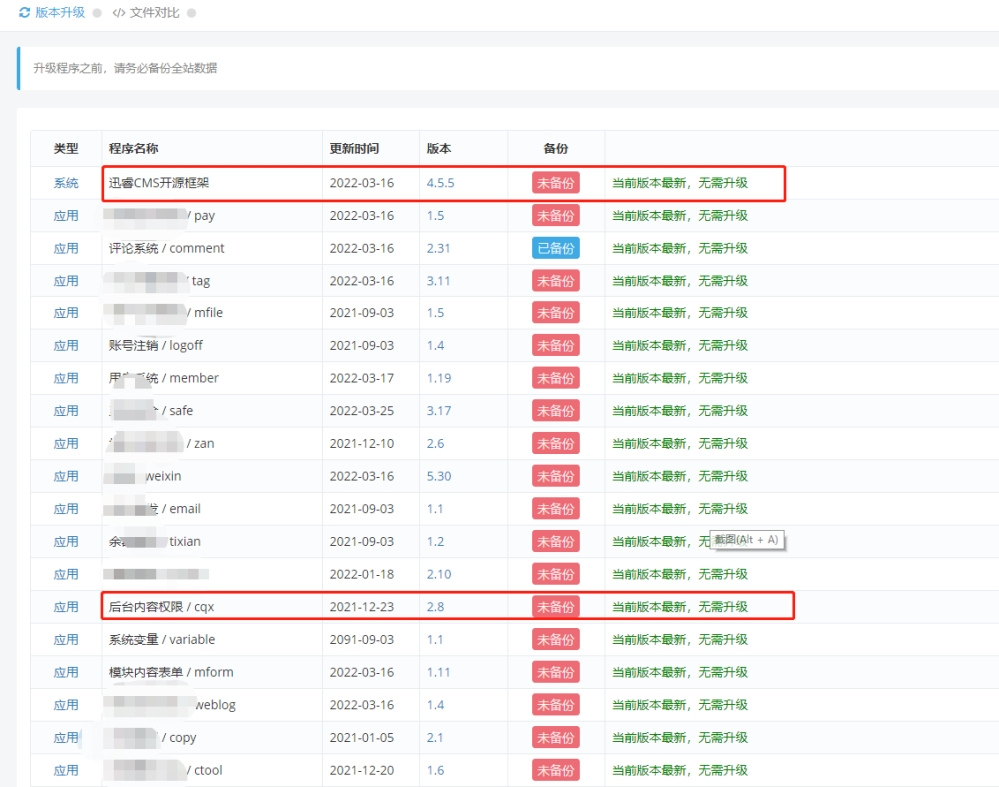 版本升级 </> 文件对比
升级程序之前，请务必备份全站数据
类型 程序名称 更新时间 版本 备份
系统 迅睿CMS开源框架 2022-03-16 4.5.5 未备份 当前版本最新，无需升级
应用 / pay 2022-03-16 1.5 未备份 当前版本最新，无需升级
应用 评论系统 / comment 2022-03-16 2.31 已备份 当前版本最新，无需升级
应用 tag 2022-03-16 3.11 未备份 当前版本最新，无需升级
应用 / mfile 2021-09-03 1.5 未备份 当前版本最新，无需升级
应用 账号注销 / logoff 2021-09-03 1.4 未备份 当前版本最新，无需升级
应用 用 系统 / member 2022-03-17 1.19 未备份 当前版本最新，无需升级
应用 / safe 2022-03-25 3.17 未备份 当前版本最新，无需升级
应用 / zan 2021-12-10 2.6 未备份 当前版本最新，无需升级
应用 weixin 2022-03-16 5.30 未备份 当前版本最新，无需升级
应用 / email 2021-09-03 1.1 未备份 当前版本最新，无需升级
应用 余 tixian 2021-09-03 1.2 未备份 当前版本最新，无 截图(Alt + A)
应用 2022-01-18 2.10 未备份 当前版本最新，无需升级
应用 后台内容权限 / cqx 2021-12-23 2.8 未备份 当前版本最新，无需升级
应用 系统变量 / variable 2091-09-03 1.1 未备份 当前版本最新，无需升级
应用 模块内容表单 / mform 2022-03-16 1.11 未备份 当前版本最新，无需升级
应用 weblog 2022-03-16 1.4 未备份 当前版本最新，无需升级
应用 / copy 2021-01-05 2.1 未备份 当前版本最新，无需升级
应用 / ctool 2021-12-20 1.6 未备份 当前版本最新，无需升级